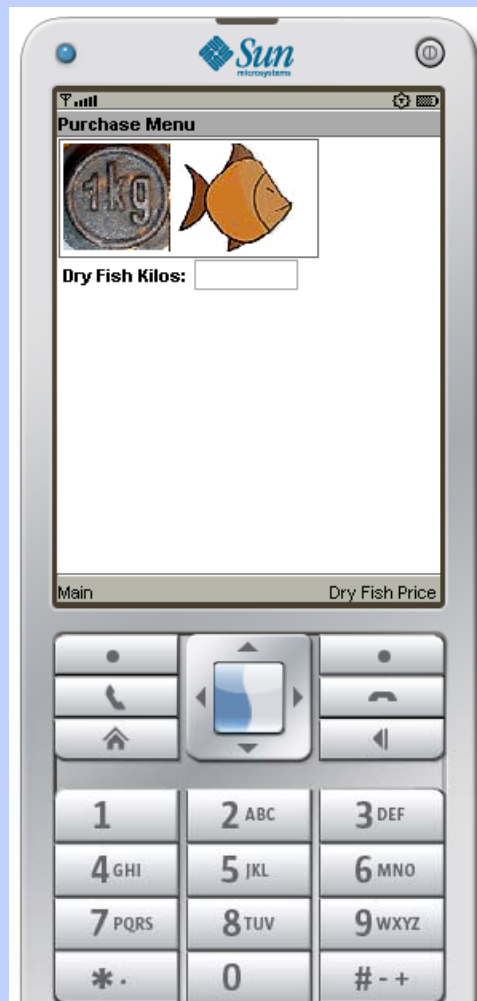 Sun
microsystems
Purchase Menu
1kg
Dry Fish Kilos:
Main Dry Fish Price
1 2 ABC 3 DEF
4 GHI 5 JKL 6 MNO
7 PQRS 8 TUV 9 WXYZ
* . 0 # - +